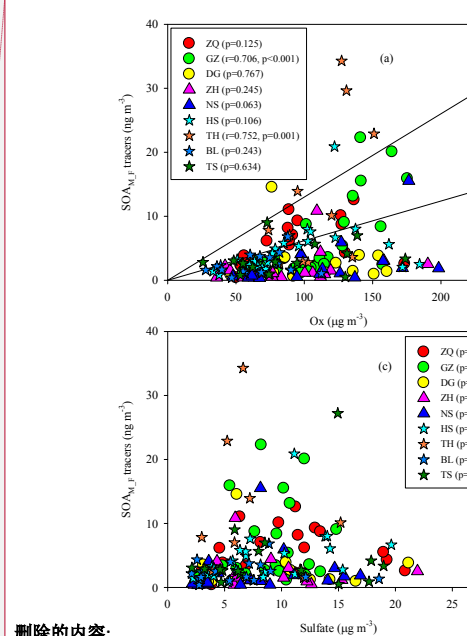 40
30
20
10
0
SOA_M_F tracers (ng m⁻³)
(a)
ZQ (p=0.125)
GZ (r=0.706, p<0.001)
DG (p=0.767)
ZH (p=0.245)
NS (p=0.063)
HS (p=0.106)
TH (r=0.752, p=0.001)
BL (p=0.243)
TS (p=0.634)
0 50 100 150 200
Ox (μg m⁻³)
40
30
20
10
0
SOA_M_F tracers (ng m⁻³)
(c)
ZQ (p=
GZ (p=
DG (p=
ZH (p=
NS (p=
HS (p=
TH (p=
BL (p=
TS (p=
0 5 10 15 20 25
Sulfate (μg m⁻³)
删除的内容: